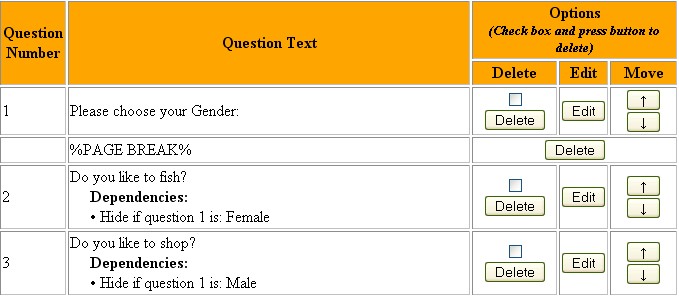 Question Number
Question Text
Options
(Check box and press button to delete)
Delete Edit Move
1 Please choose your Gender: Delete Edit ↑ ↓
%PAGE BREAK% Delete
2 Do you like to fish? Delete Edit ↑ ↓
Dependencies:
• Hide if question 1 is: Female
3 Do you like to shop? Delete Edit ↑ ↓
Dependencies:
• Hide if question 1 is: Male